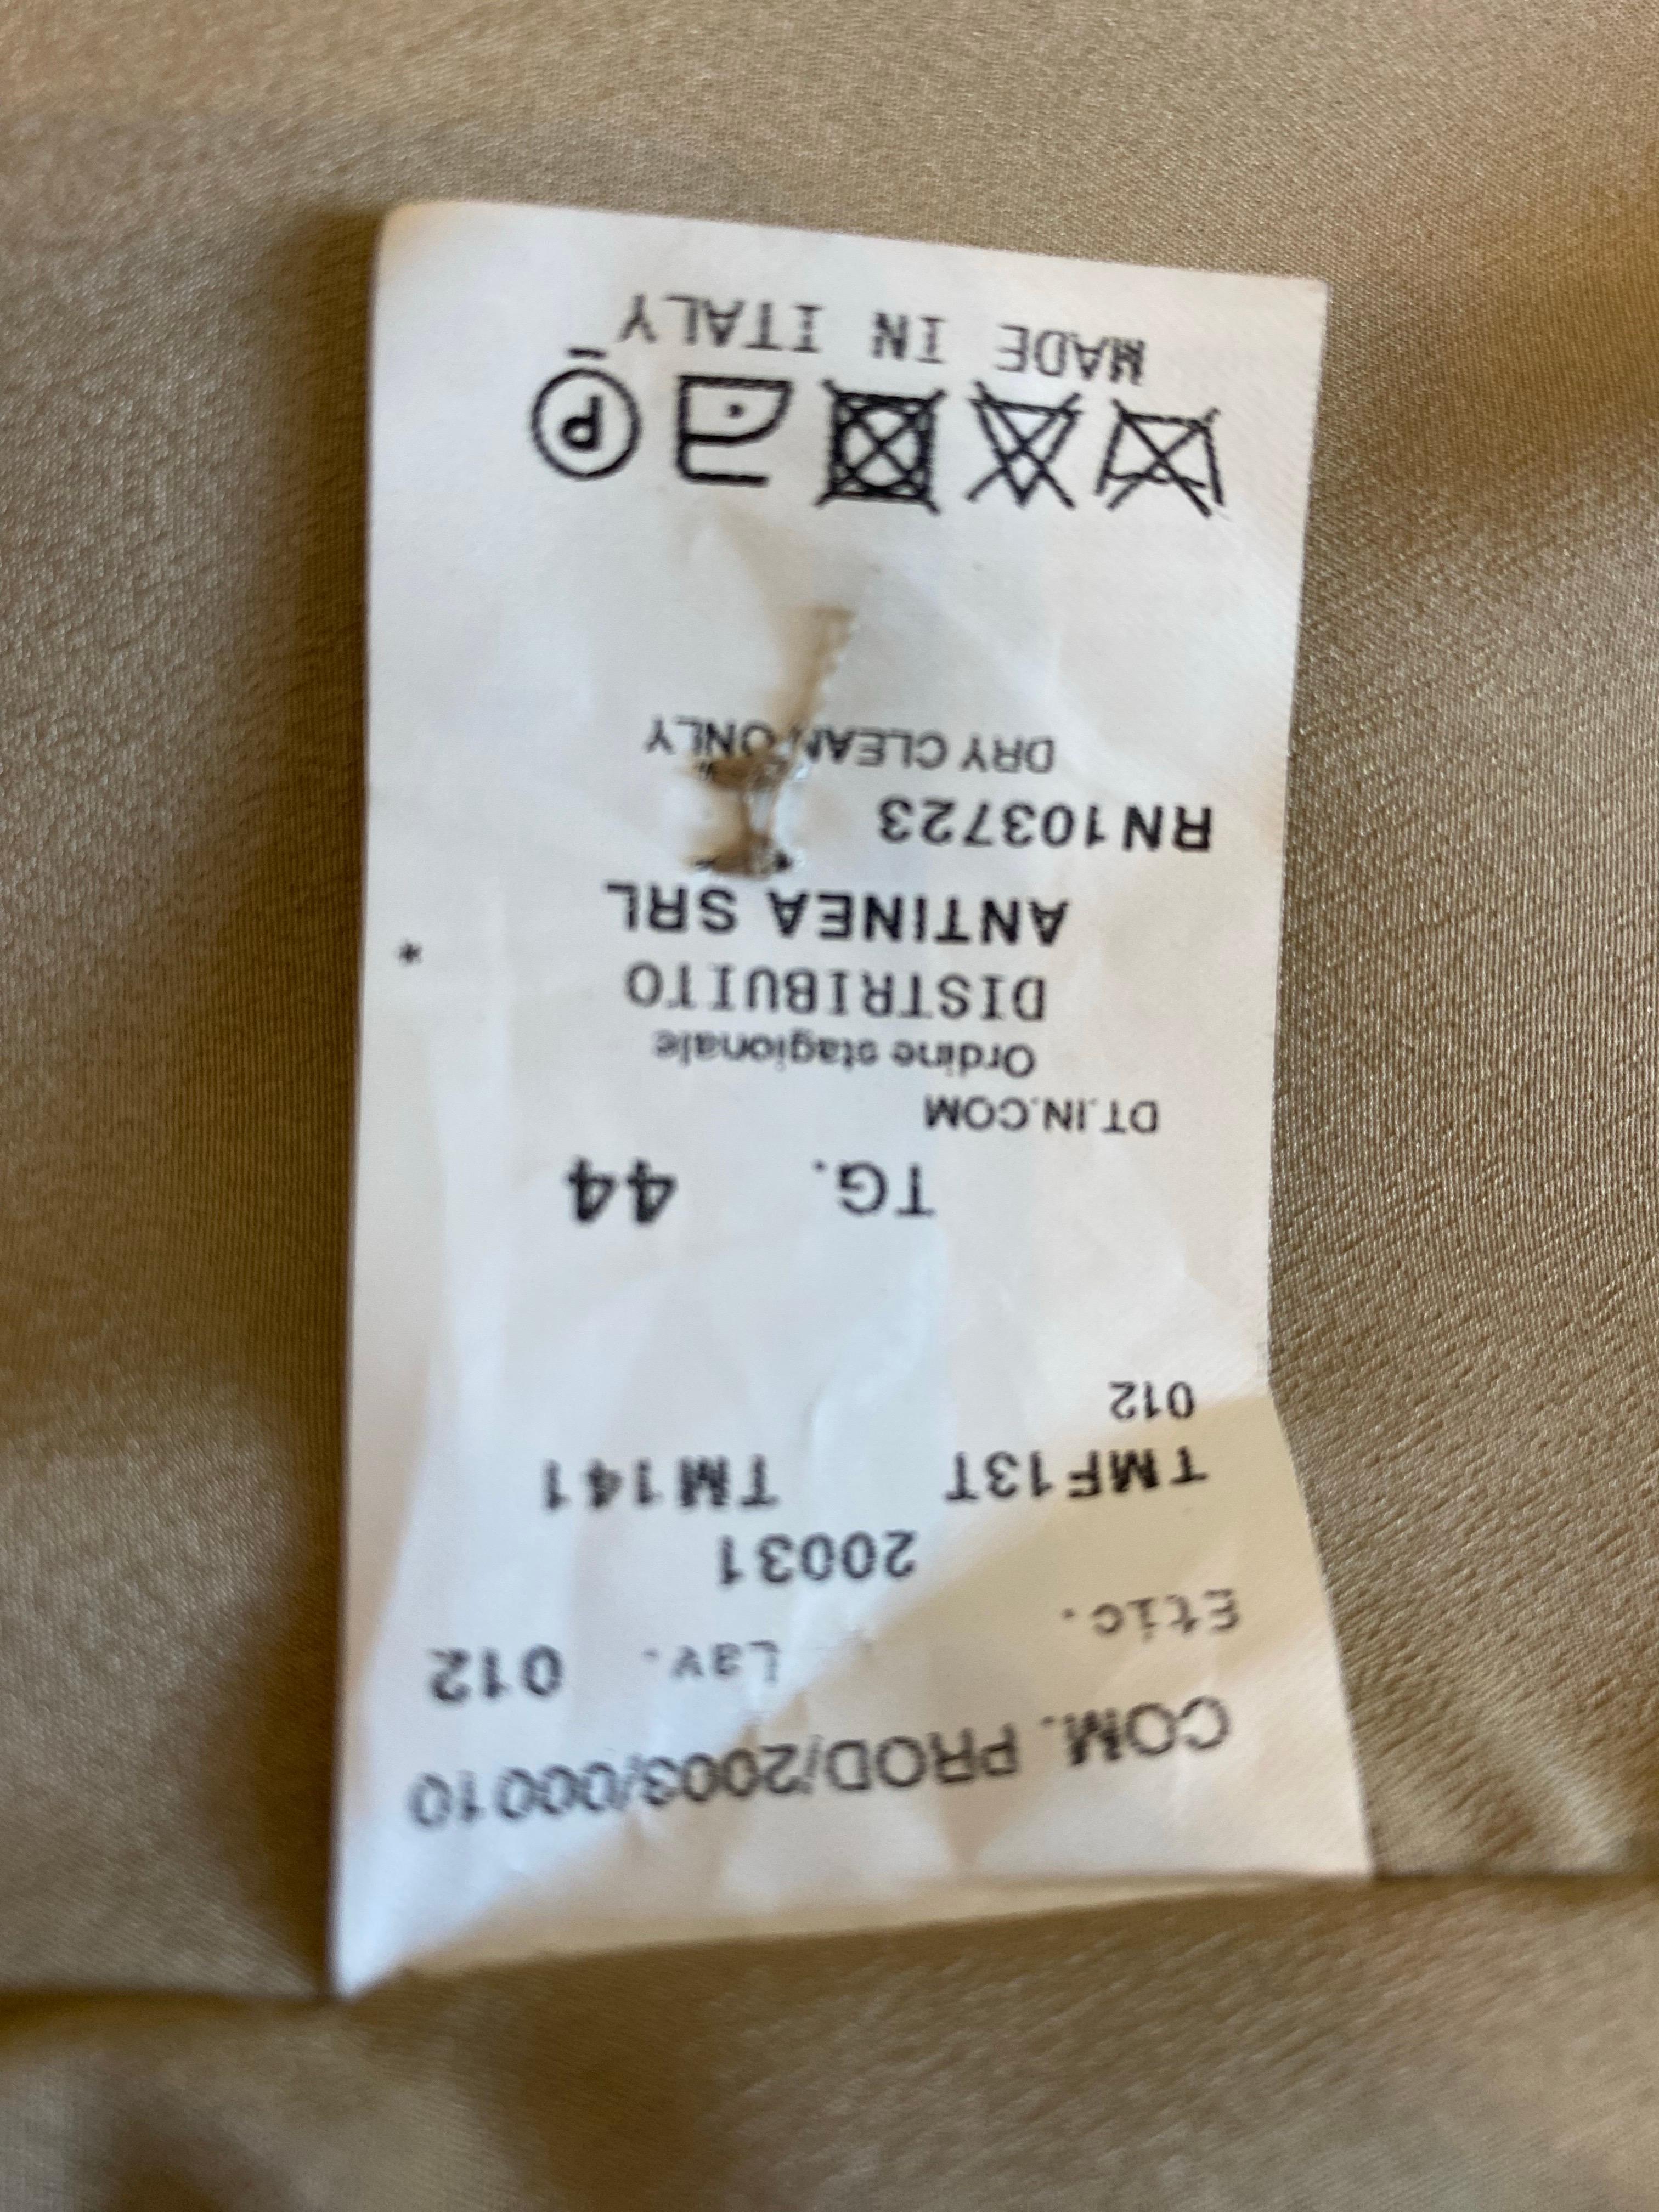 COM. PROD/2003/00010
Etic. Lav. 012
20031
TMF13T TM141
012
TG. 44
DT.IN.COM
Ordine stagionale
DISTRIBUITO
*
ANTINEA SRL
RN103723
DRY CLEAN ONLY
P
MADE IN ITALY